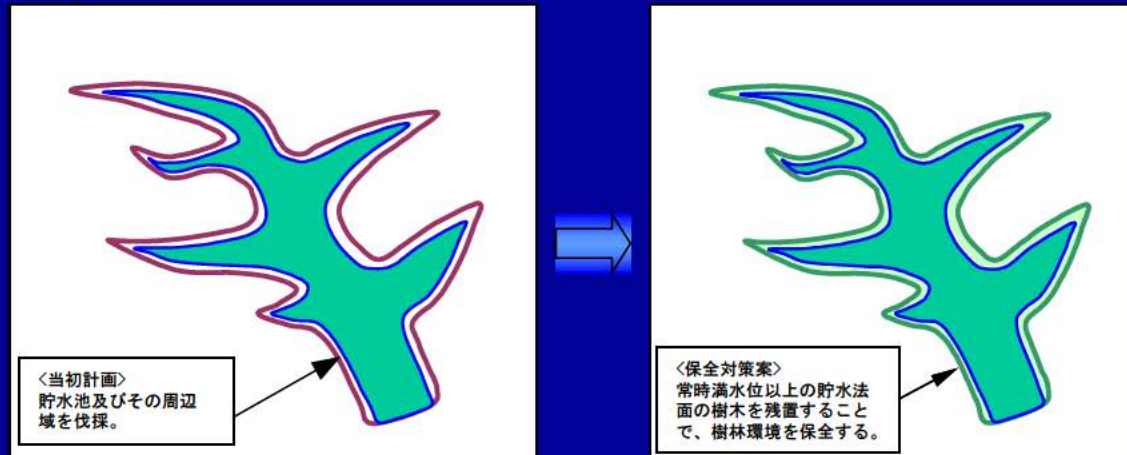 〈当初計画〉
貯水池及びその周辺
域を伐採。
〈保全対策案〉
常時満水位以上の貯水法
面の樹木を残置すること
で、樹林環境を保全する。